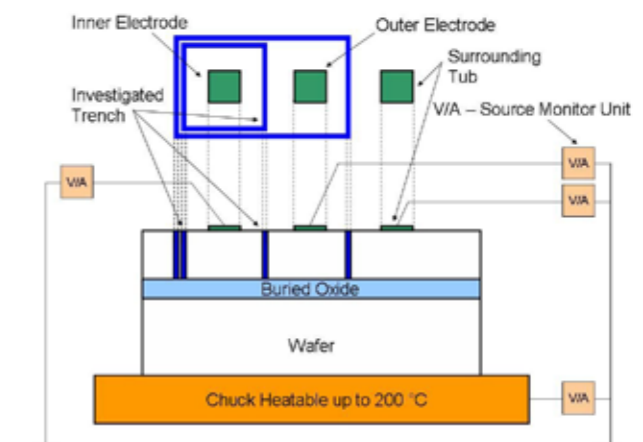 Inner Electrode
Outer Electrode
Surrounding
Tub
Investigated
Trench
V/A – Source Monitor Unit
V/A
V/A
V/A
Buried Oxide
Wafer
Chuck Heatable up to 200 °C
V/A